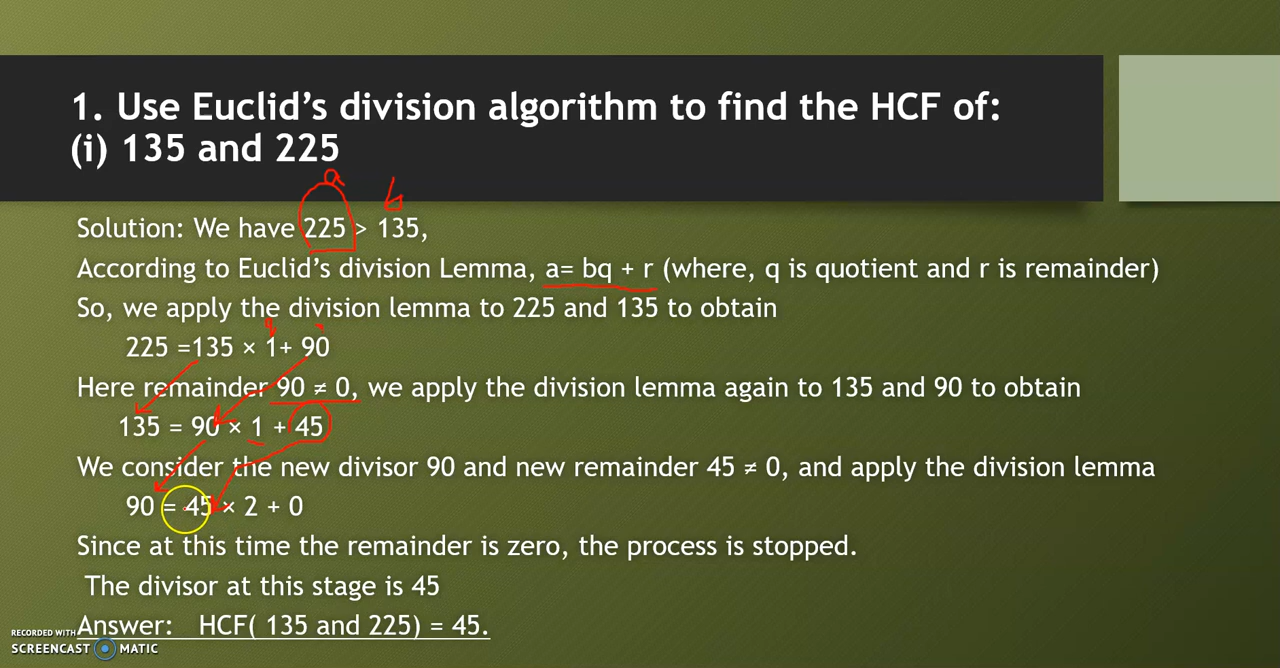 1. Use Euclid’s division algorithm to find the HCF of:
(i) 135 and 225
a
b
Solution: We have 225 > 135,
According to Euclid’s division Lemma, a= bq + r (where, q is quotient and r is remainder)
So, we apply the division lemma to 225 and 135 to obtain
225 =135 × 1+ 90
Here remainder 90 ≠ 0, we apply the division lemma again to 135 and 90 to obtain
135 = 90 × 1 + 45
We consider the new divisor 90 and new remainder 45 ≠ 0, and apply the division lemma
90 = 45 × 2 + 0
Since at this time the remainder is zero, the process is stopped.
The divisor at this stage is 45
Answer: HCF( 135 and 225) = 45.
RECORDED WITH
SCREENCAST MATIC